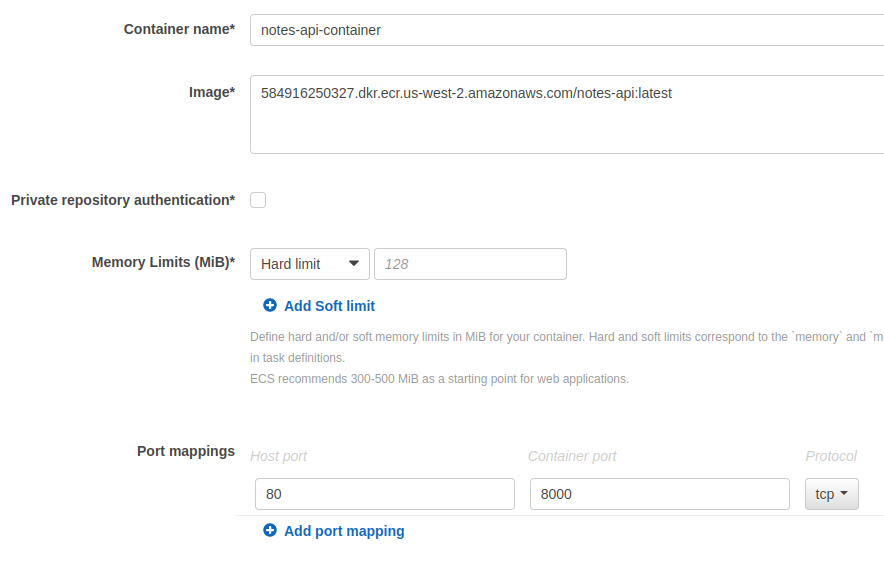 Container name* notes-api-container
Image* 584916250327.dkr.ecr.us-west-2.amazonaws.com/notes-api:latest
Private repository authentication*
Memory Limits (MiB)* Hard limit 128
Add Soft limit
Define hard and/or soft memory limits in MiB for your container. Hard and soft limits correspond to the `memory` and `m
in task definitions.
ECS recommends 300-500 MiB as a starting point for web applications.
Port mappings Host port Container port Protocol
80 8000 tcp
Add port mapping